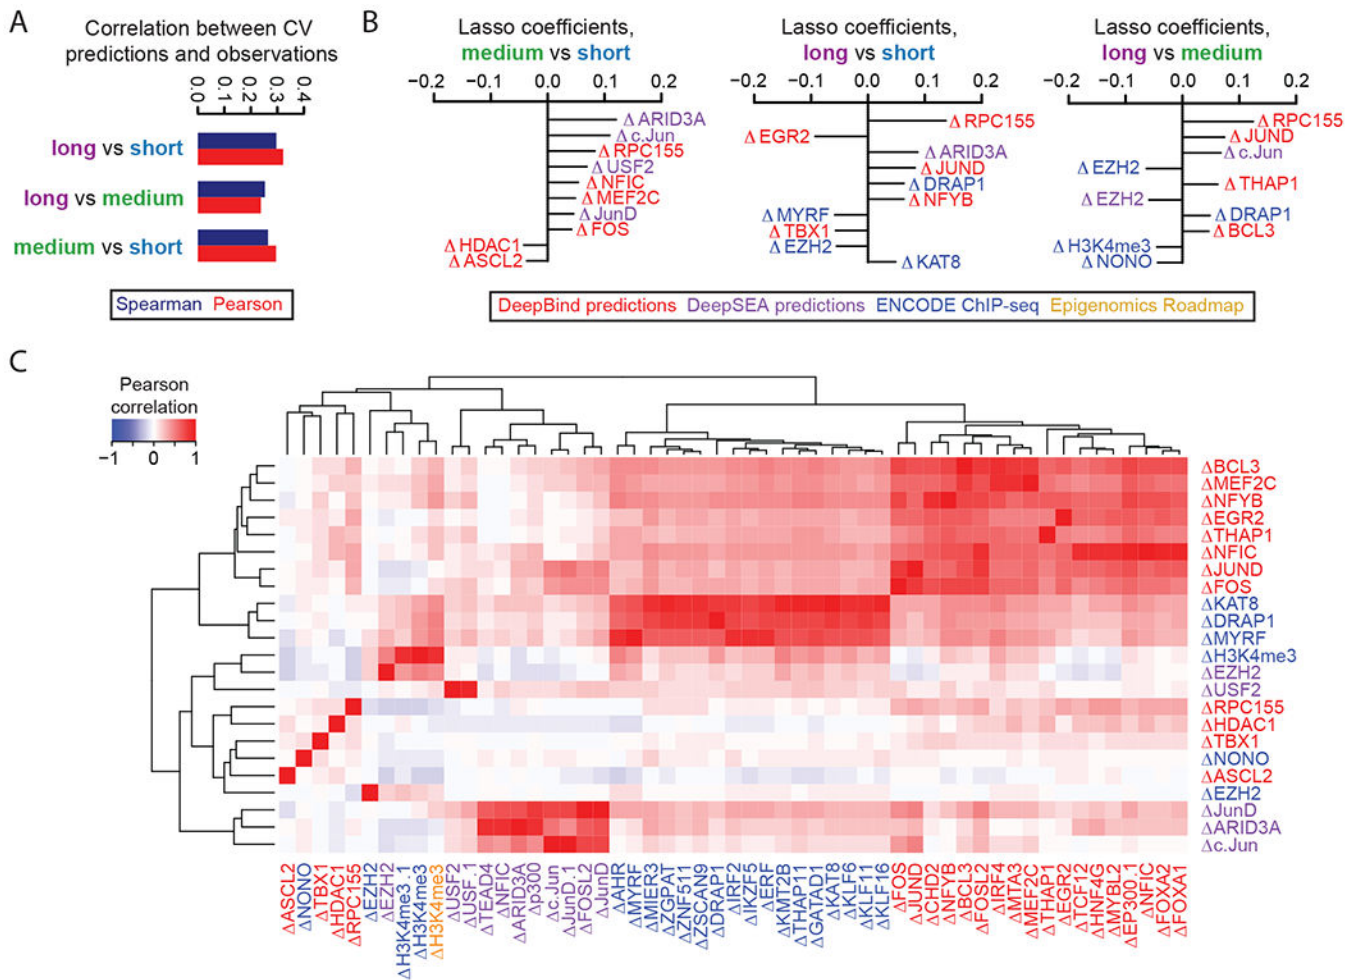 A
Correlation between CV
predictions and observations
0.0 0.1 0.2 0.3 0.4
long vs short
long vs medium
medium vs short
Spearman Pearson
B
Lasso coefficients,
medium vs short
−0.2 −0.1 0.0 0.1 0.2
Δ ARID3A
Δ c.Jun
Δ RPC155
Δ USF2
Δ NFIC
Δ MEF2C
Δ JunD
Δ FOS
Δ HDAC1
Δ ASCL2
Lasso coefficients,
long vs short
−0.2 −0.1 0.0 0.1 0.2
Δ RPC155
Δ EGR2
Δ ARID3A
Δ JUND
Δ DRAP1
Δ NFYB
Δ MYRF
Δ TBX1
Δ EZH2
Δ KAT8
Lasso coefficients,
long vs medium
−0.2 −0.1 0.0 0.1 0.2
Δ RPC155
Δ JUND
Δ c.Jun
Δ EZH2
Δ THAP1
Δ EZH2
Δ DRAP1
Δ BCL3
Δ H3K4me3
Δ NONO
DeepBind predictions DeepSEA predictions ENCODE ChIP-seq Epigenomics Roadmap
C
Pearson
correlation
−1 0 1
ΔBCL3
ΔMEF2C
ΔNFYB
ΔEGR2
ΔTHAP1
ΔNFIC
ΔJUND
ΔFOS
ΔKAT8
ΔDRAP1
ΔMYRF
ΔH3K4me3
ΔEZH2
ΔUSF2
ΔRPC155
ΔHDAC1
ΔTBX1
ΔNONO
ΔASCL2
ΔEZH2
ΔJunD
ΔARID3A
Δc.Jun
ΔASCL2
ΔNONO
ΔTBX1
ΔHDAC1
ΔRPC155
ΔEZH2
ΔEZH2
ΔH3K4me3.1
ΔH3K4me3
ΔH3K4me3
ΔUSF2
ΔUSF.1
ΔTEAD4
ΔNFIC
ΔARID3A
Δp300
Δc.Jun
ΔJunD.1
ΔFOSL2
ΔJunD
ΔAHR
ΔMYRF
ΔMIER3
ΔZGPAT
ΔZNF511
ΔZSCAN9
ΔDRAP1
ΔIRF2
ΔIKZF5
ΔERF
ΔKMT2B
ΔTHAP11
ΔGATAD1
ΔKAT8
ΔKLF6
ΔKLF11
ΔKLF16
ΔFOS
ΔJUND
ΔCHD2
ΔNFYB
ΔBCL3
ΔFOSL2
ΔIRF4
ΔMTA3
ΔMEF2C
ΔTHAP1
ΔEGR2
ΔTCF12
ΔHNF4G
ΔMYBL2
ΔEP300.1
ΔNFIC
ΔFOXA2
ΔFOXA1